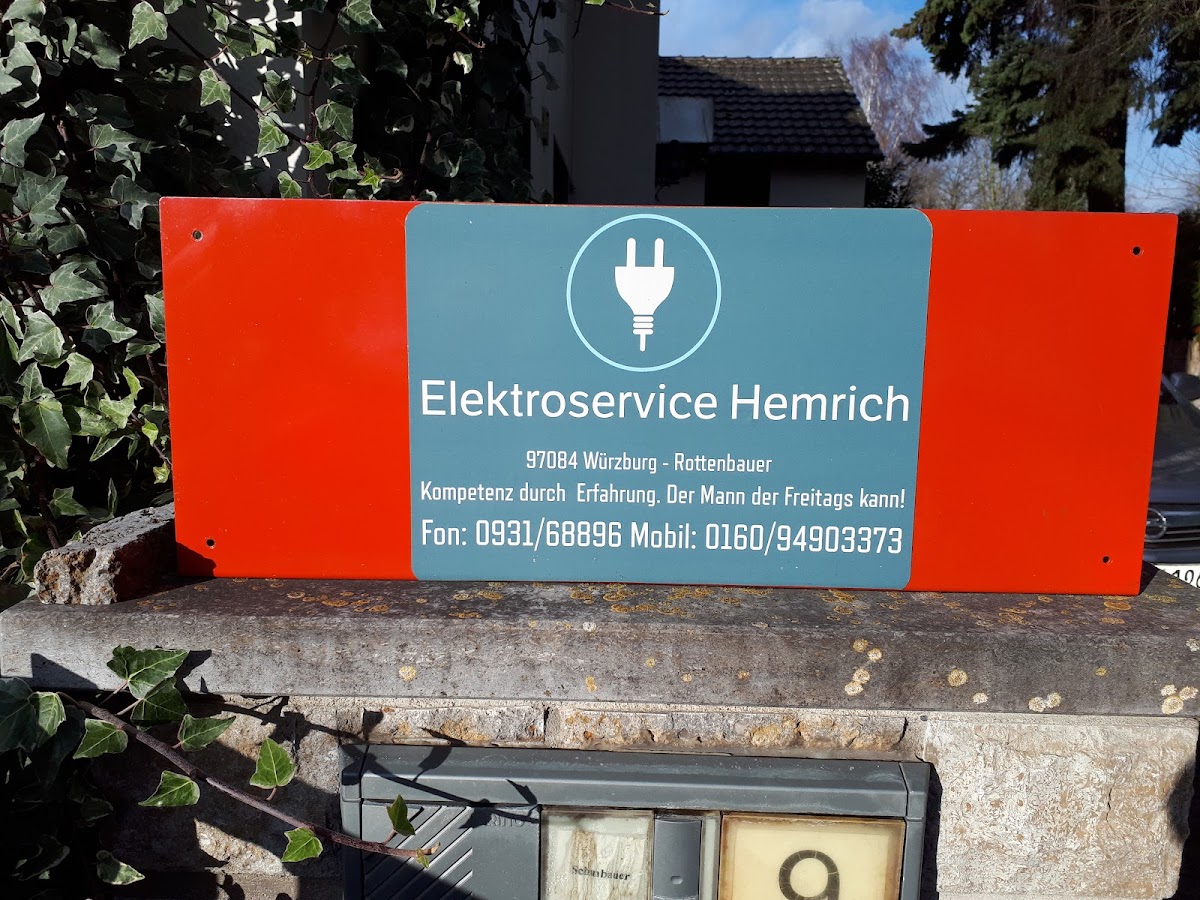 Elektroservice Hemrich
97084 Würzburg - Rottenbauer
Kompetenz durch Erfahrung. Der Mann der Freitags kann!
Fon: 0931/68896 Mobil: 0160/94903373
9